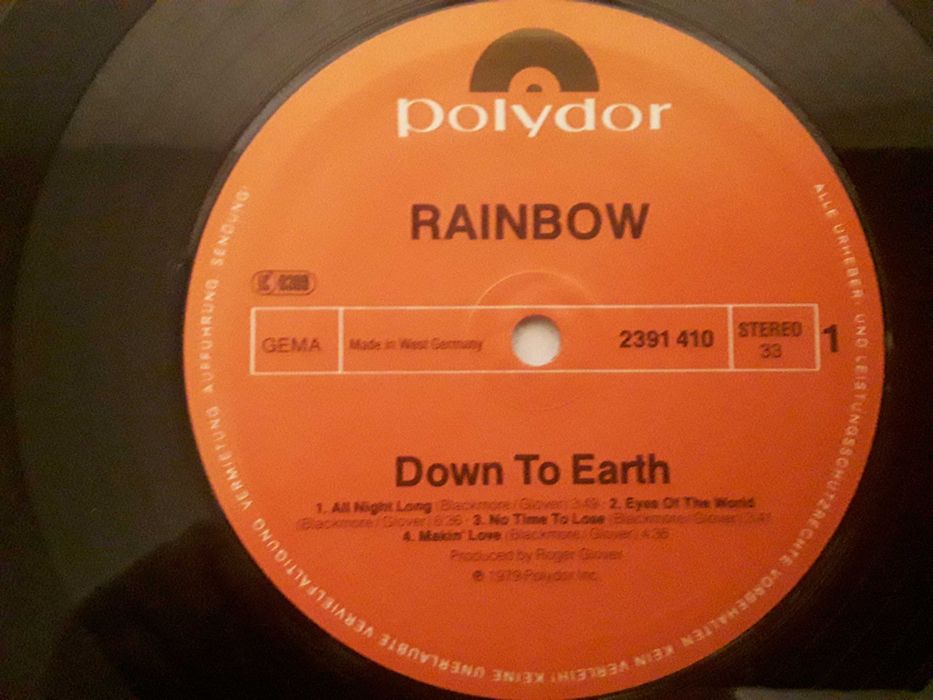 polydor
RAINBOW
GEMA
Made in West Germany
2391 410
STEREO
33
1
Down To Earth
1. All Night Long (Blackmore/Glover) 3:49 · 2. Eyes Of The World
(Blackmore/Glover) 6:36 · 3. No Time To Lose (Blackmore/Glover) 3:41
4. Makin' Love (Blackmore/Glover) 4:36
Produced by Roger Glover
℗ 1979 Polydor Inc.
ALLE URHEBER- UND LEISTUNGSSCHUTZRECHTE VORBEHALTEN KEIN VERLEIH! KEINE UNERLAUBTE VERVIELFÄLTIGUNG VERMIETUNG AUFFÜHRUNG SENDUNG!